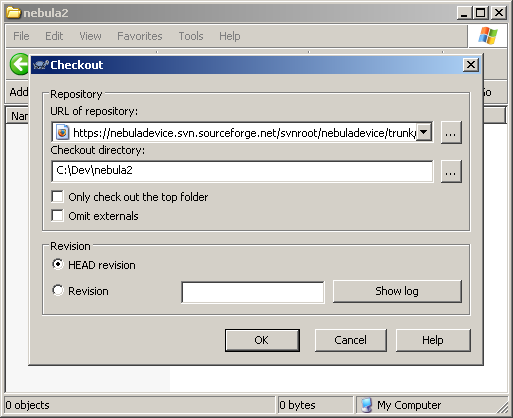 nebula2
File Edit View Favorites Tools Help
Checkout
Add
Go
Nar
Repository
URL of repository:
https://nebuladevice.svn.sourceforge.net/svnroot/nebuladevice/trunk/
...
Checkout directory:
C:\Dev\nebula2
...
Only check out the top folder
Omit externals
Revision
HEAD revision
Revision
Show log
OK Cancel Help
0 objects 0 bytes My Computer